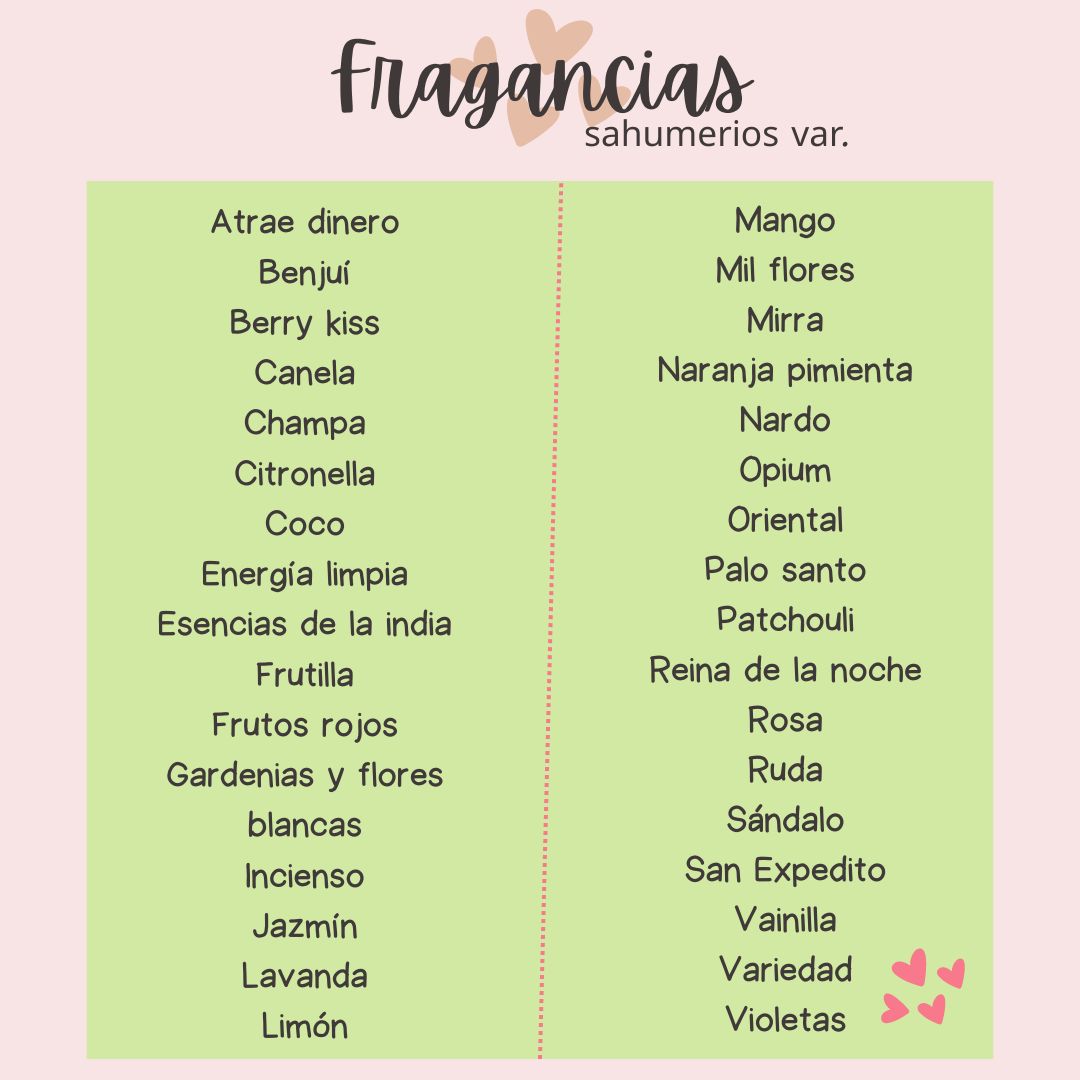 Fragancias
sahumerios var.
Atrae dinero
Benjuí
Berry kiss
Canela
Champa
Citronella
Coco
Energía limpia
Esencias de la india
Frutilla
Frutos rojos
Gardenias y flores
blancas
Incienso
Jazmín
Lavanda
Limón
Mango
Mil flores
Mirra
Naranja pimienta
Nardo
Opium
Oriental
Palo santo
Patchouli
Reina de la noche
Rosa
Ruda
Sándalo
San Expedito
Vainilla
Variedad
Violetas